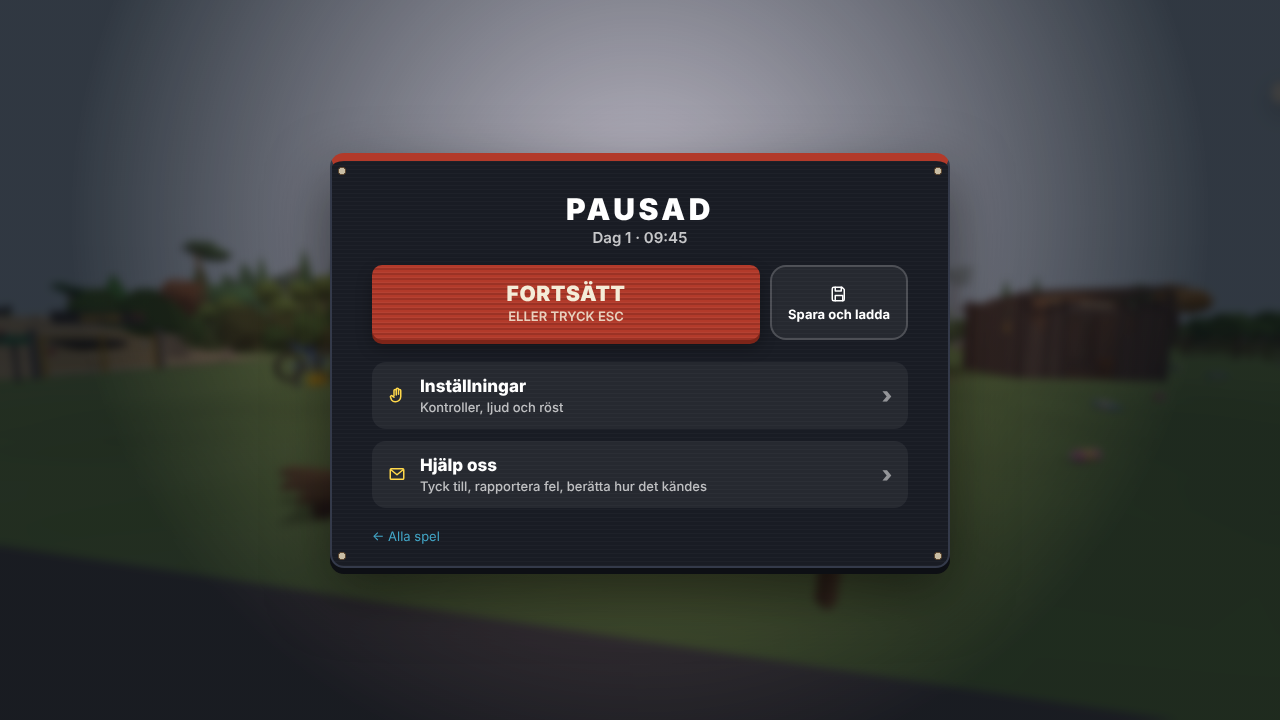 PAUSAD
Dag 1 · 09:45
FORTSÄTT
ELLER TRYCK ESC
Spara och ladda
Inställningar
Kontroller, ljud och röst
Hjälp oss
Tyck till, rapportera fel, berätta hur det kändes
← Alla spel